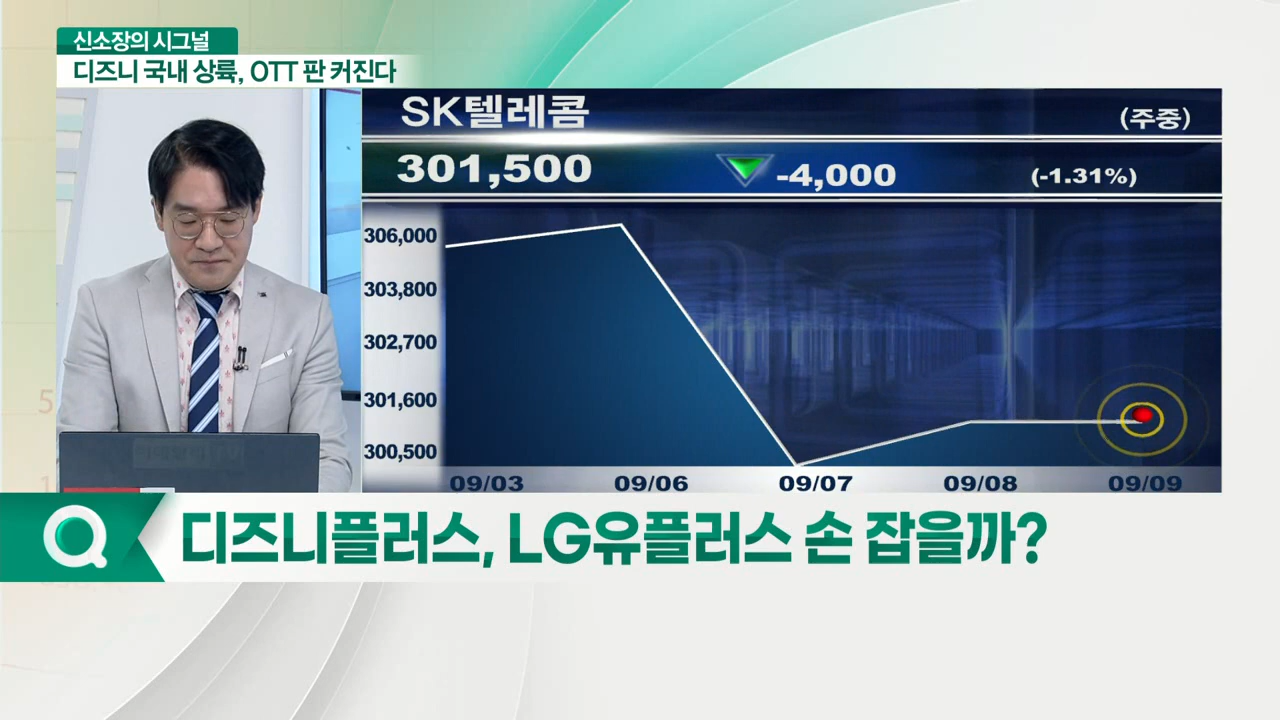 신소장의 시그널
디즈니 국내 상륙, OTT 판 커진다
SK텔레콤
(주중)
301,500
-4,000
(-1.31%)
306,000
303,800
302,700
301,600
300,500
09/03
09/06
09/07
09/08
09/09
디즈니플러스, LG유플러스 손 잡을까?